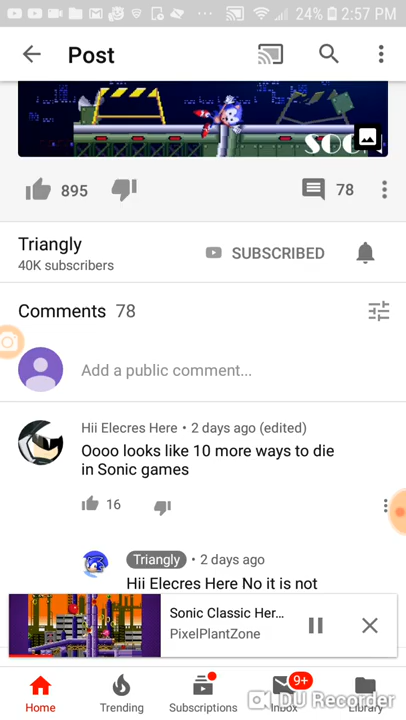 24% 2:57 PM
Post
SOON
895
78
Triangly
SUBSCRIBED
40K subscribers
Comments 78
Add a public comment...
Hii Elecres Here • 2 days ago (edited)
Oooo looks like 10 more ways to die
in Sonic games
16
Triangly • 2 days ago
Hii Elecres Here No it is not
Sonic Classic Her...
PixelPlantZone
9+
Home
Trending
Subscriptions
Inbox
Library
DU Recorder